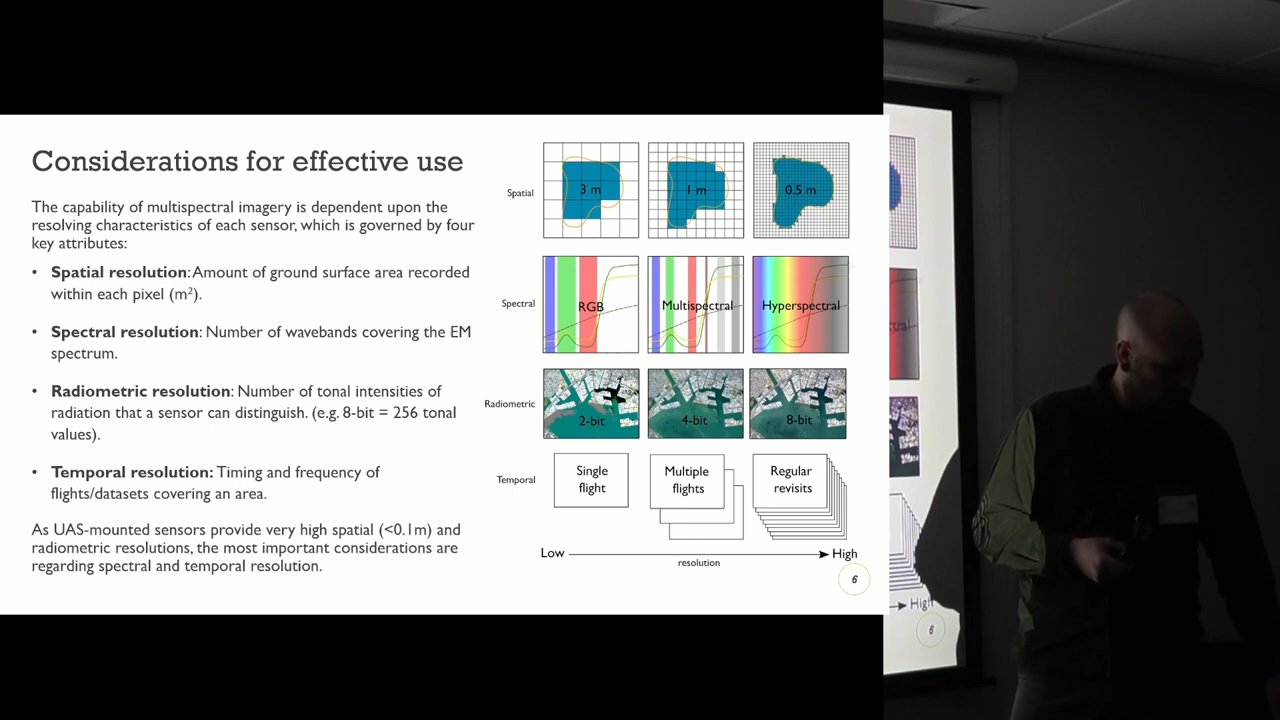 Considerations for effective use
The capability of multispectral imagery is dependent upon the
resolving characteristics of each sensor, which is governed by four
key attributes:
• Spatial resolution: Amount of ground surface area recorded
within each pixel (m²).
• Spectral resolution: Number of wavebands covering the EM
spectrum.
• Radiometric resolution: Number of tonal intensities of
radiation that a sensor can distinguish. (e.g. 8-bit = 256 tonal
values).
• Temporal resolution: Timing and frequency of
flights/datasets covering an area.
As UAS-mounted sensors provide very high spatial (<0.1m) and
radiometric resolutions, the most important considerations are
regarding spectral and temporal resolution.
Spatial
3 m
1 m
0.5 m
Spectral
RGB
Multispectral
Hyperspectral
Radiometric
2-bit
4-bit
8-bit
Temporal
Single
flight
Multiple
flights
Regular
revisits
Low
High
resolution
6
High
6